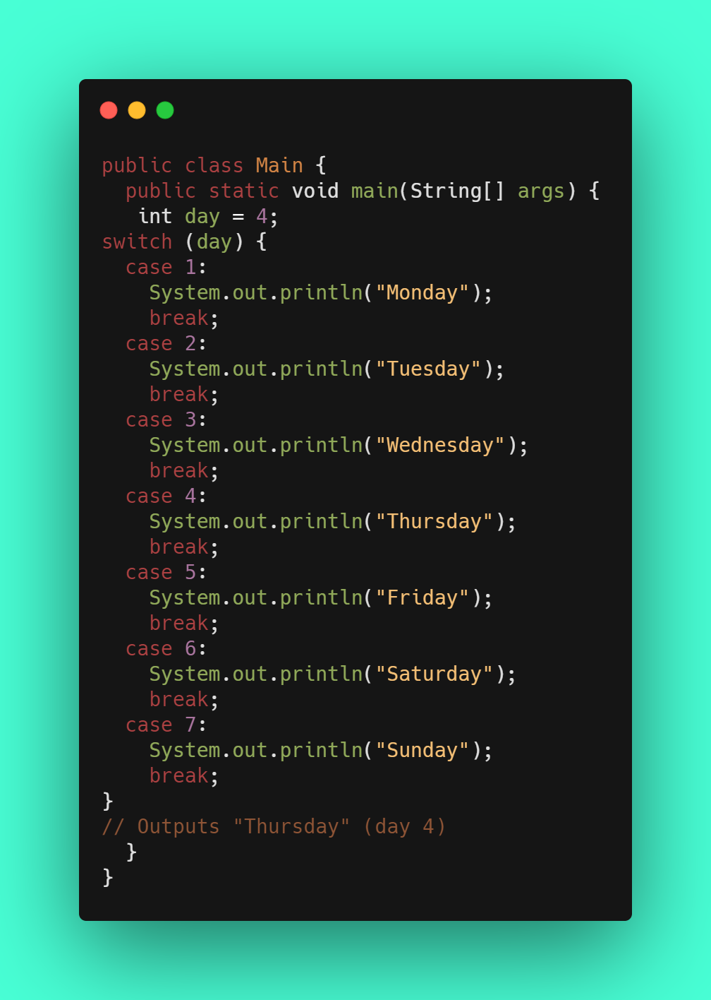 public class Main {
  public static void main(String[] args) {
   int day = 4;
switch (day) {
  case 1:
    System.out.println("Monday");
    break;
  case 2:
    System.out.println("Tuesday");
    break;
  case 3:
    System.out.println("Wednesday");
    break;
  case 4:
    System.out.println("Thursday");
    break;
  case 5:
    System.out.println("Friday");
    break;
  case 6:
    System.out.println("Saturday");
    break;
  case 7:
    System.out.println("Sunday");
    break;
}
// Outputs "Thursday" (day 4)
  }
}